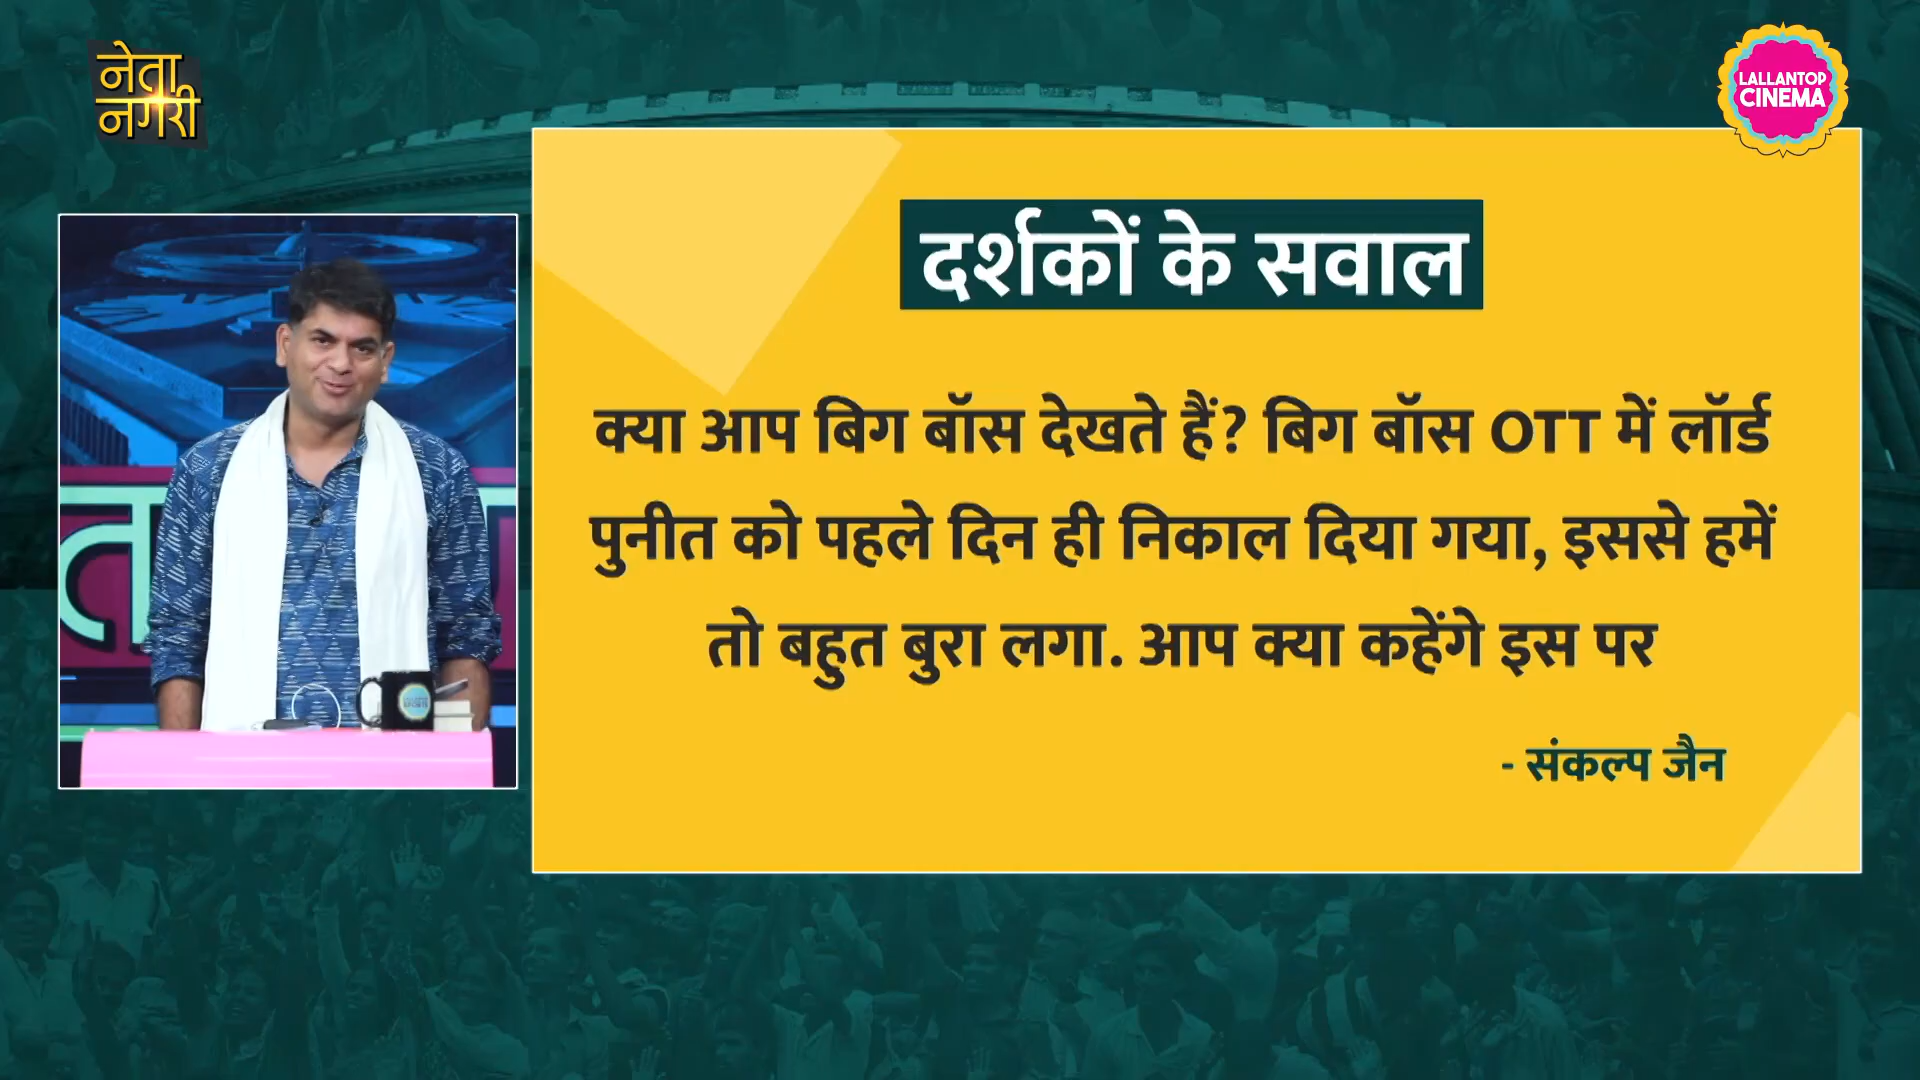 नेता
नगरी
LALLANTOP
CINEMA
दर्शकों के सवाल
क्या आप बिग बॉस देखते हैं? बिग बॉस OTT में लॉर्ड
पुनीत को पहले दिन ही निकाल दिया गया, इससे हमें
तो बहुत बुरा लगा. आप क्या कहेंगे इस पर
- संकल्प जैन
त